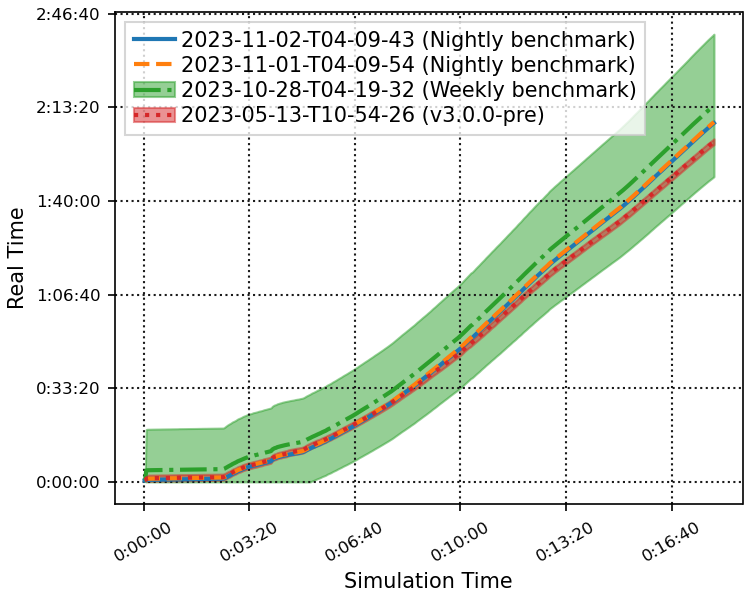 2:46:40
2023-11-02-T04-09-43 (Nightly benchmark)
2023-11-01-T04-09-54 (Nightly benchmark)
2023-10-28-T04-19-32 (Weekly benchmark)
2023-05-13-T10-54-26 (v3.0.0-pre)
2:13:20
1:40:00
1:06:40
0:33:20
0:00:00
Real Time
0:00:00
0:03:20
0:06:40
0:10:00
0:13:20
0:16:40
Simulation Time